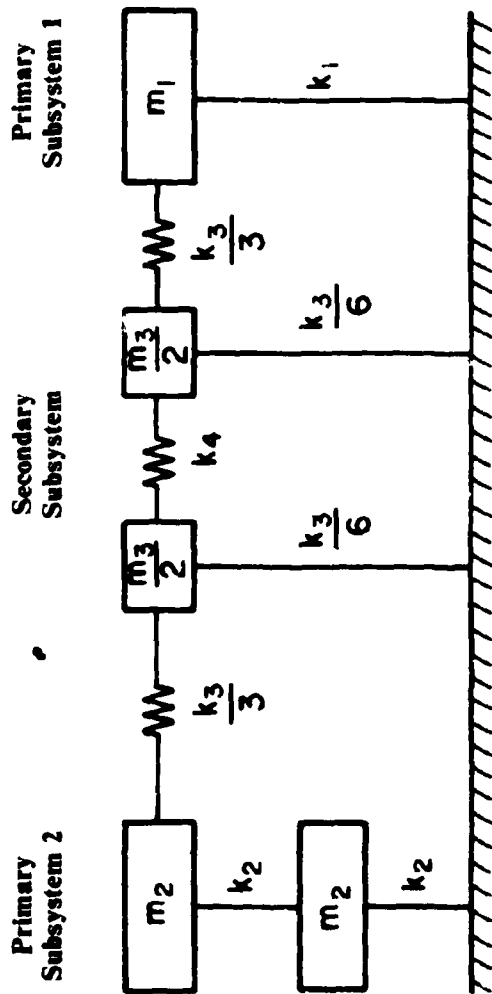 Primary
Subsystem 2
Secondary
Subsystem
Primary
Subsystem 1
m2
k3/3
m3/2
k4
m3/2
k3/3
m1
k2
m2
k2
k3/6
k3/6
k1